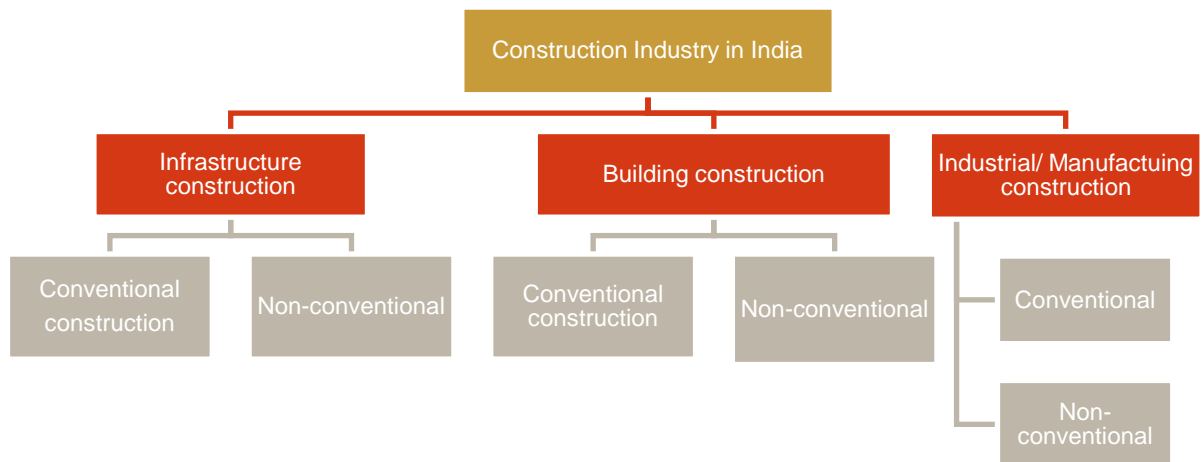 Construction Industry in India
Infrastructure
construction
Building construction
Industrial/ Manufactuing
construction
Conventional
construction
Non-conventional
Conventional
construction
Non-conventional
Conventional
Non-
conventional